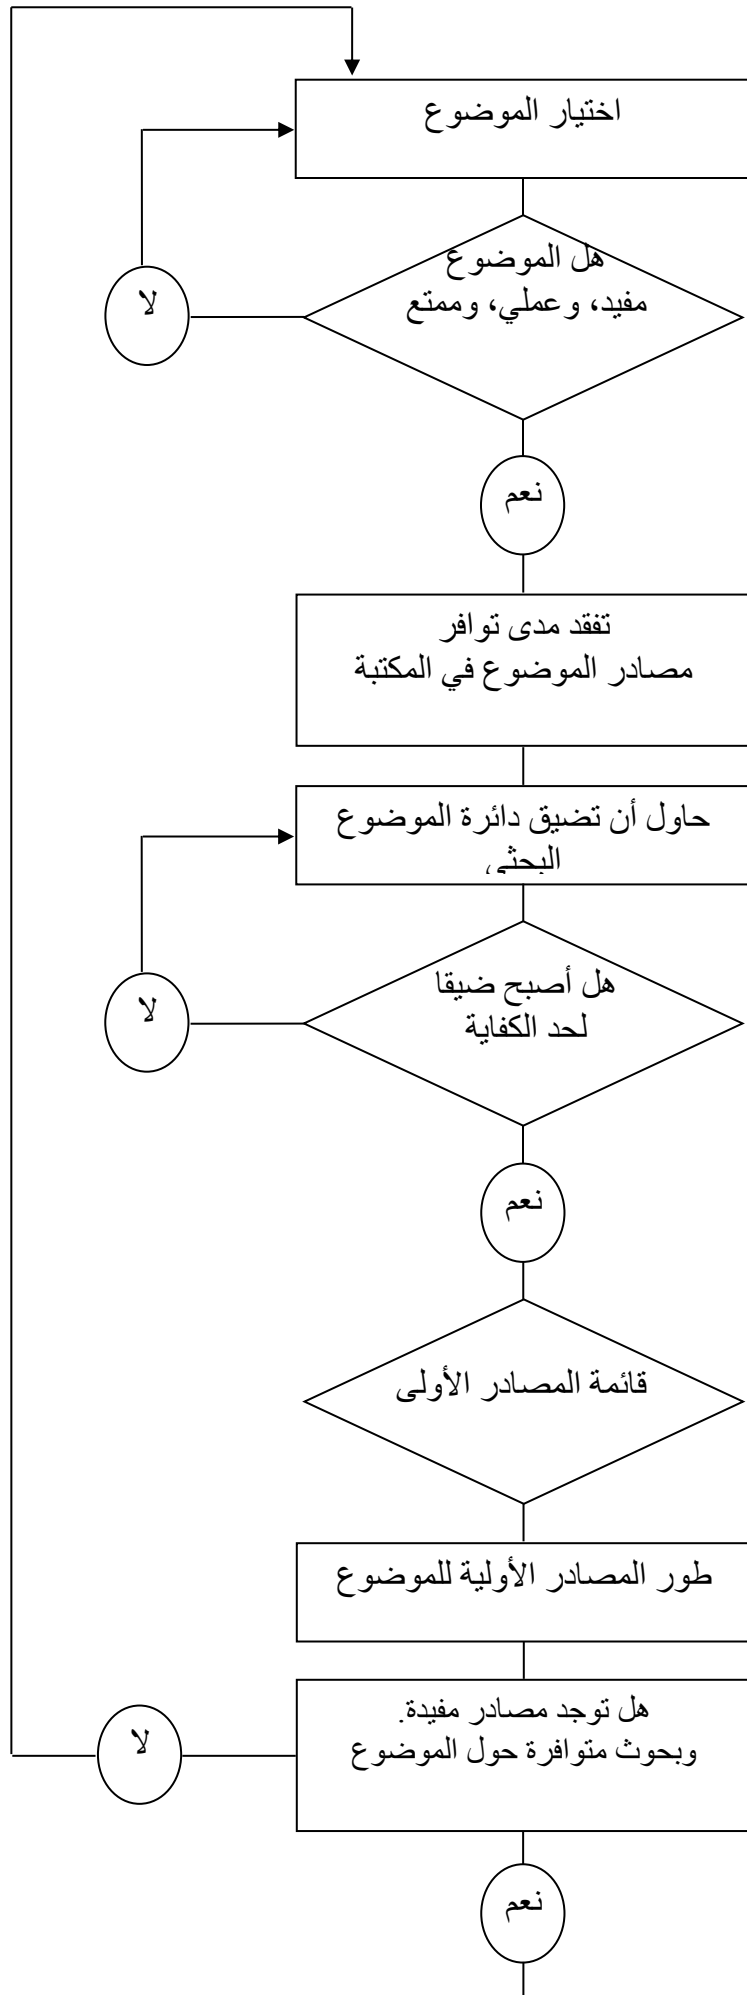 اختيار الموضوع
هل الموضوع
مفيد، وعملي، وممتع
لا
نعم
تفقد مدى توافر
مصادر الموضوع في المكتبة
حاول أن تضيق دائرة الموضوع
البحثي
هل أصبح ضيقا
لحد الكفاية
لا
نعم
قائمة المصادر الأولى
طور المصادر الأولية للموضوع
هل توجد مصادر مفيدة.
وبحوث متوافرة حول الموضوع
لا
نعم